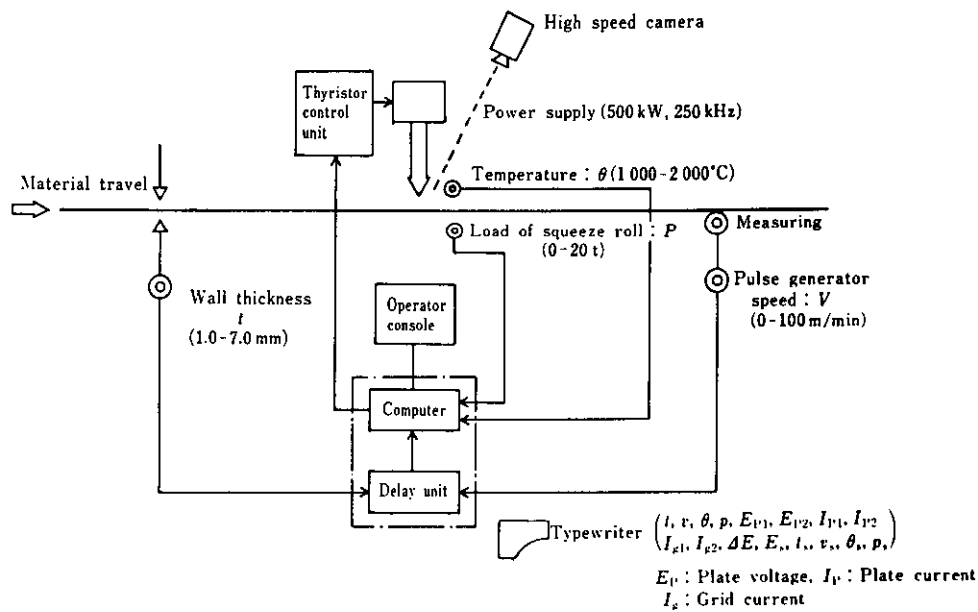 High speed camera
Thyristor
control
unit
Power supply (500 kW, 250 kHz)
Material travel
Temperature : θ (1 000-2 000°C)
Load of squeeze roll : P
(0-20 t)
Measuring
Wall thickness
t
(1.0-7.0 mm)
Operator
console
Pulse generator
speed : V
(0-100 m/min)
Computer
Delay unit
Typewriter
t, v, θ, p, E_P1, E_P2, I_P1, I_P2
I_g1, I_g2, ΔE, E_s, t_s, v_s, θ_s, p_s
E_P : Plate voltage, I_P : Plate current
I_g : Grid current